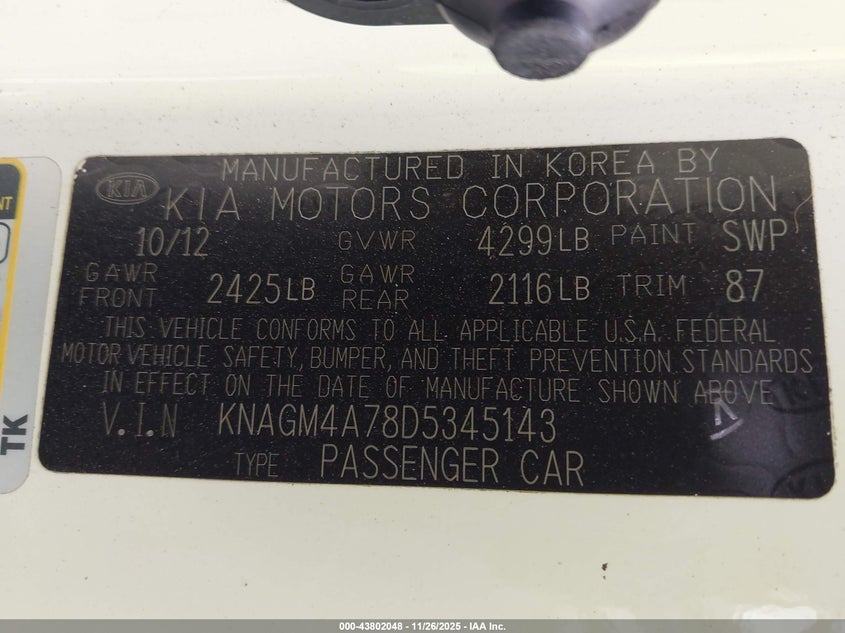 MANUFACTURED IN KOREA BY
KIA KIA MOTORS CORPORATION
10/12 GVWR 4299LB PAINT SWP
GAWR FRONT 2425LB GAWR REAR 2116LB TRIM 87
THIS VEHICLE CONFORMS TO ALL APPLICABLE U.S.A. FEDERAL
MOTOR VEHICLE SAFETY, BUMPER, AND THEFT PREVENTION STANDARDS
IN EFFECT ON THE DATE OF MANUFACTURE SHOWN ABOVE.
V.I.N KNAGM4A78D5345143
TYPE PASSENGER CAR
NT
TK
000-43802048 - 11/26/2025 - IAA Inc.